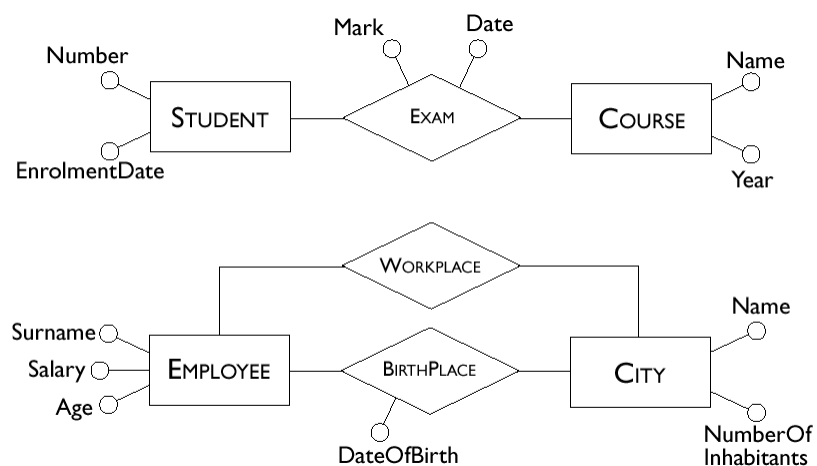 Mark
Date
Number
Name
STUDENT
EXAM
COURSE
EnrolmentDate
Year
WORKPLACE
Name
Surname
Salary
EMPLOYEE
BIRTHPLACE
CITY
Age
DateOfBirth
NumberOf
Inhabitants